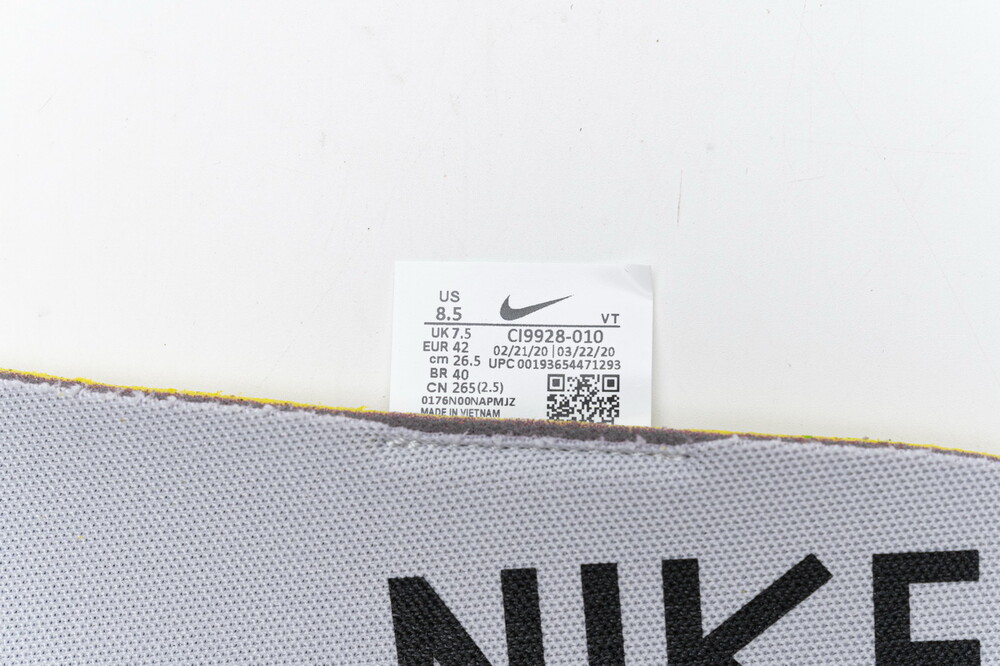 US
8.5
VT
UK 7.5
CI9928-010
EUR 42
02/21/20 | 03/22/20
cm 26.5
UPC 00193654471293
BR 40
CN 265(2.5)
0176N00NAPMJZ
MADE IN VIETNAM
NIKE